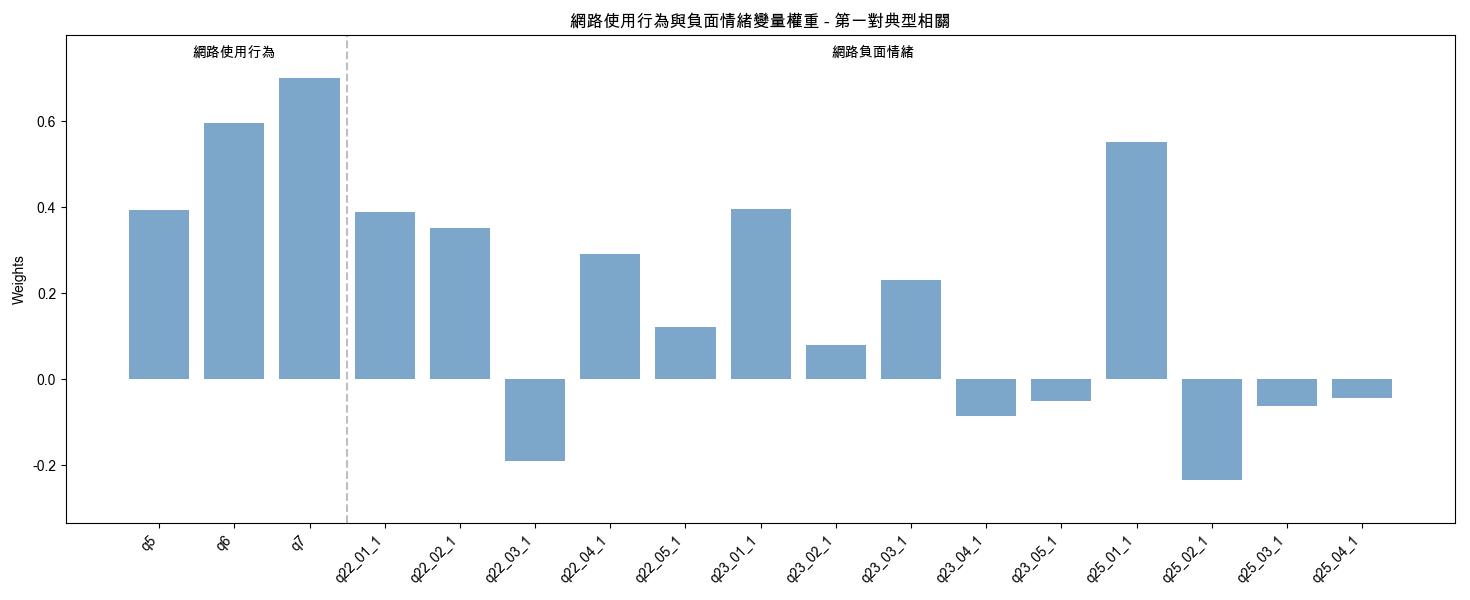 網路使用行為與負面情緒變量權重 - 第一對典型相關
網路使用行為
網路負面情緒
Weights
0.6
0.4
0.2
0.0
-0.2
q5
q6
q7
q22_01_1
q22_02_1
q22_03_1
q22_04_1
q22_05_1
q23_01_1
q23_02_1
q23_03_1
q23_04_1
q23_05_1
q25_01_1
q25_02_1
q25_03_1
q25_04_1